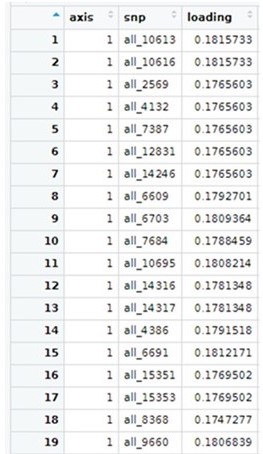 axis snp loading
1 1 all_10613 0.1815733
2 1 all_10616 0.1815733
3 1 all_2569 0.1765603
4 1 all_4132 0.1765603
5 1 all_7387 0.1765603
6 1 all_12831 0.1765603
7 1 all_14246 0.1765603
8 1 all_6609 0.1792701
9 1 all_6703 0.1809364
10 1 all_7684 0.1788459
11 1 all_10695 0.1808214
12 1 all_14316 0.1781348
13 1 all_14317 0.1781348
14 1 all_4386 0.1791518
15 1 all_6691 0.1812171
16 1 all_15351 0.1769502
17 1 all_15353 0.1769502
18 1 all_8368 0.1747277
19 1 all_9660 0.1806839